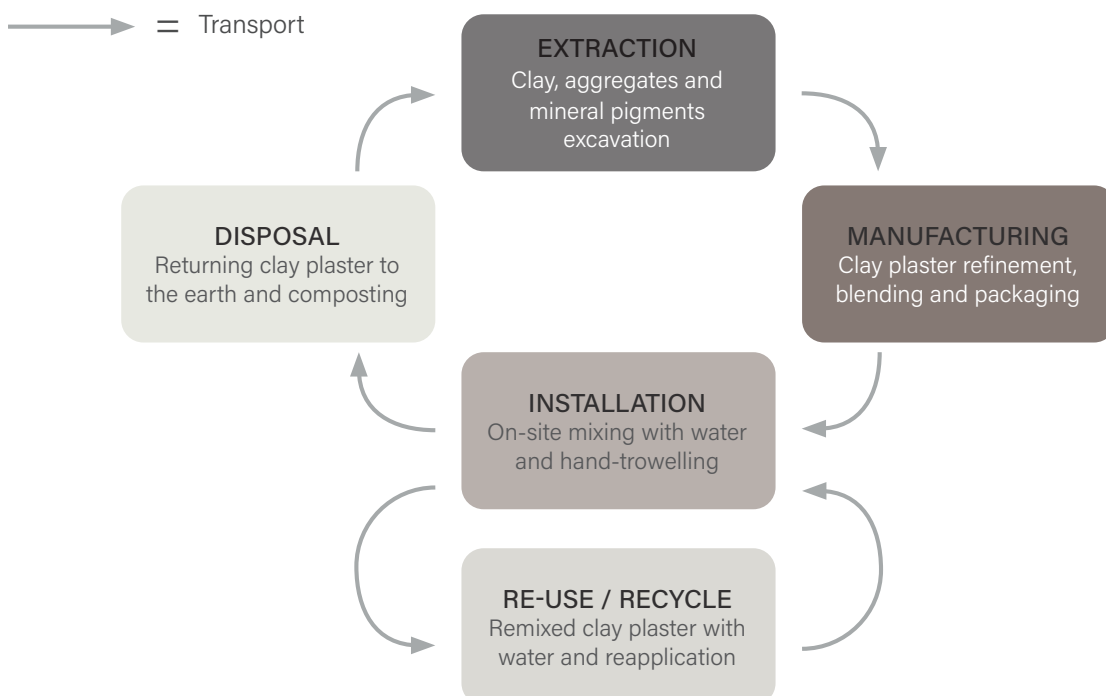 = Transport
EXTRACTION
Clay, aggregates and
mineral pigments
excavation
DISPOSAL
Returning clay plaster to
the earth and composting
MANUFACTURING
Clay plaster refinement,
blending and packaging
INSTALLATION
On-site mixing with water
and hand-trowelling
RE-USE / RECYCLE
Remixed clay plaster with
water and reapplication